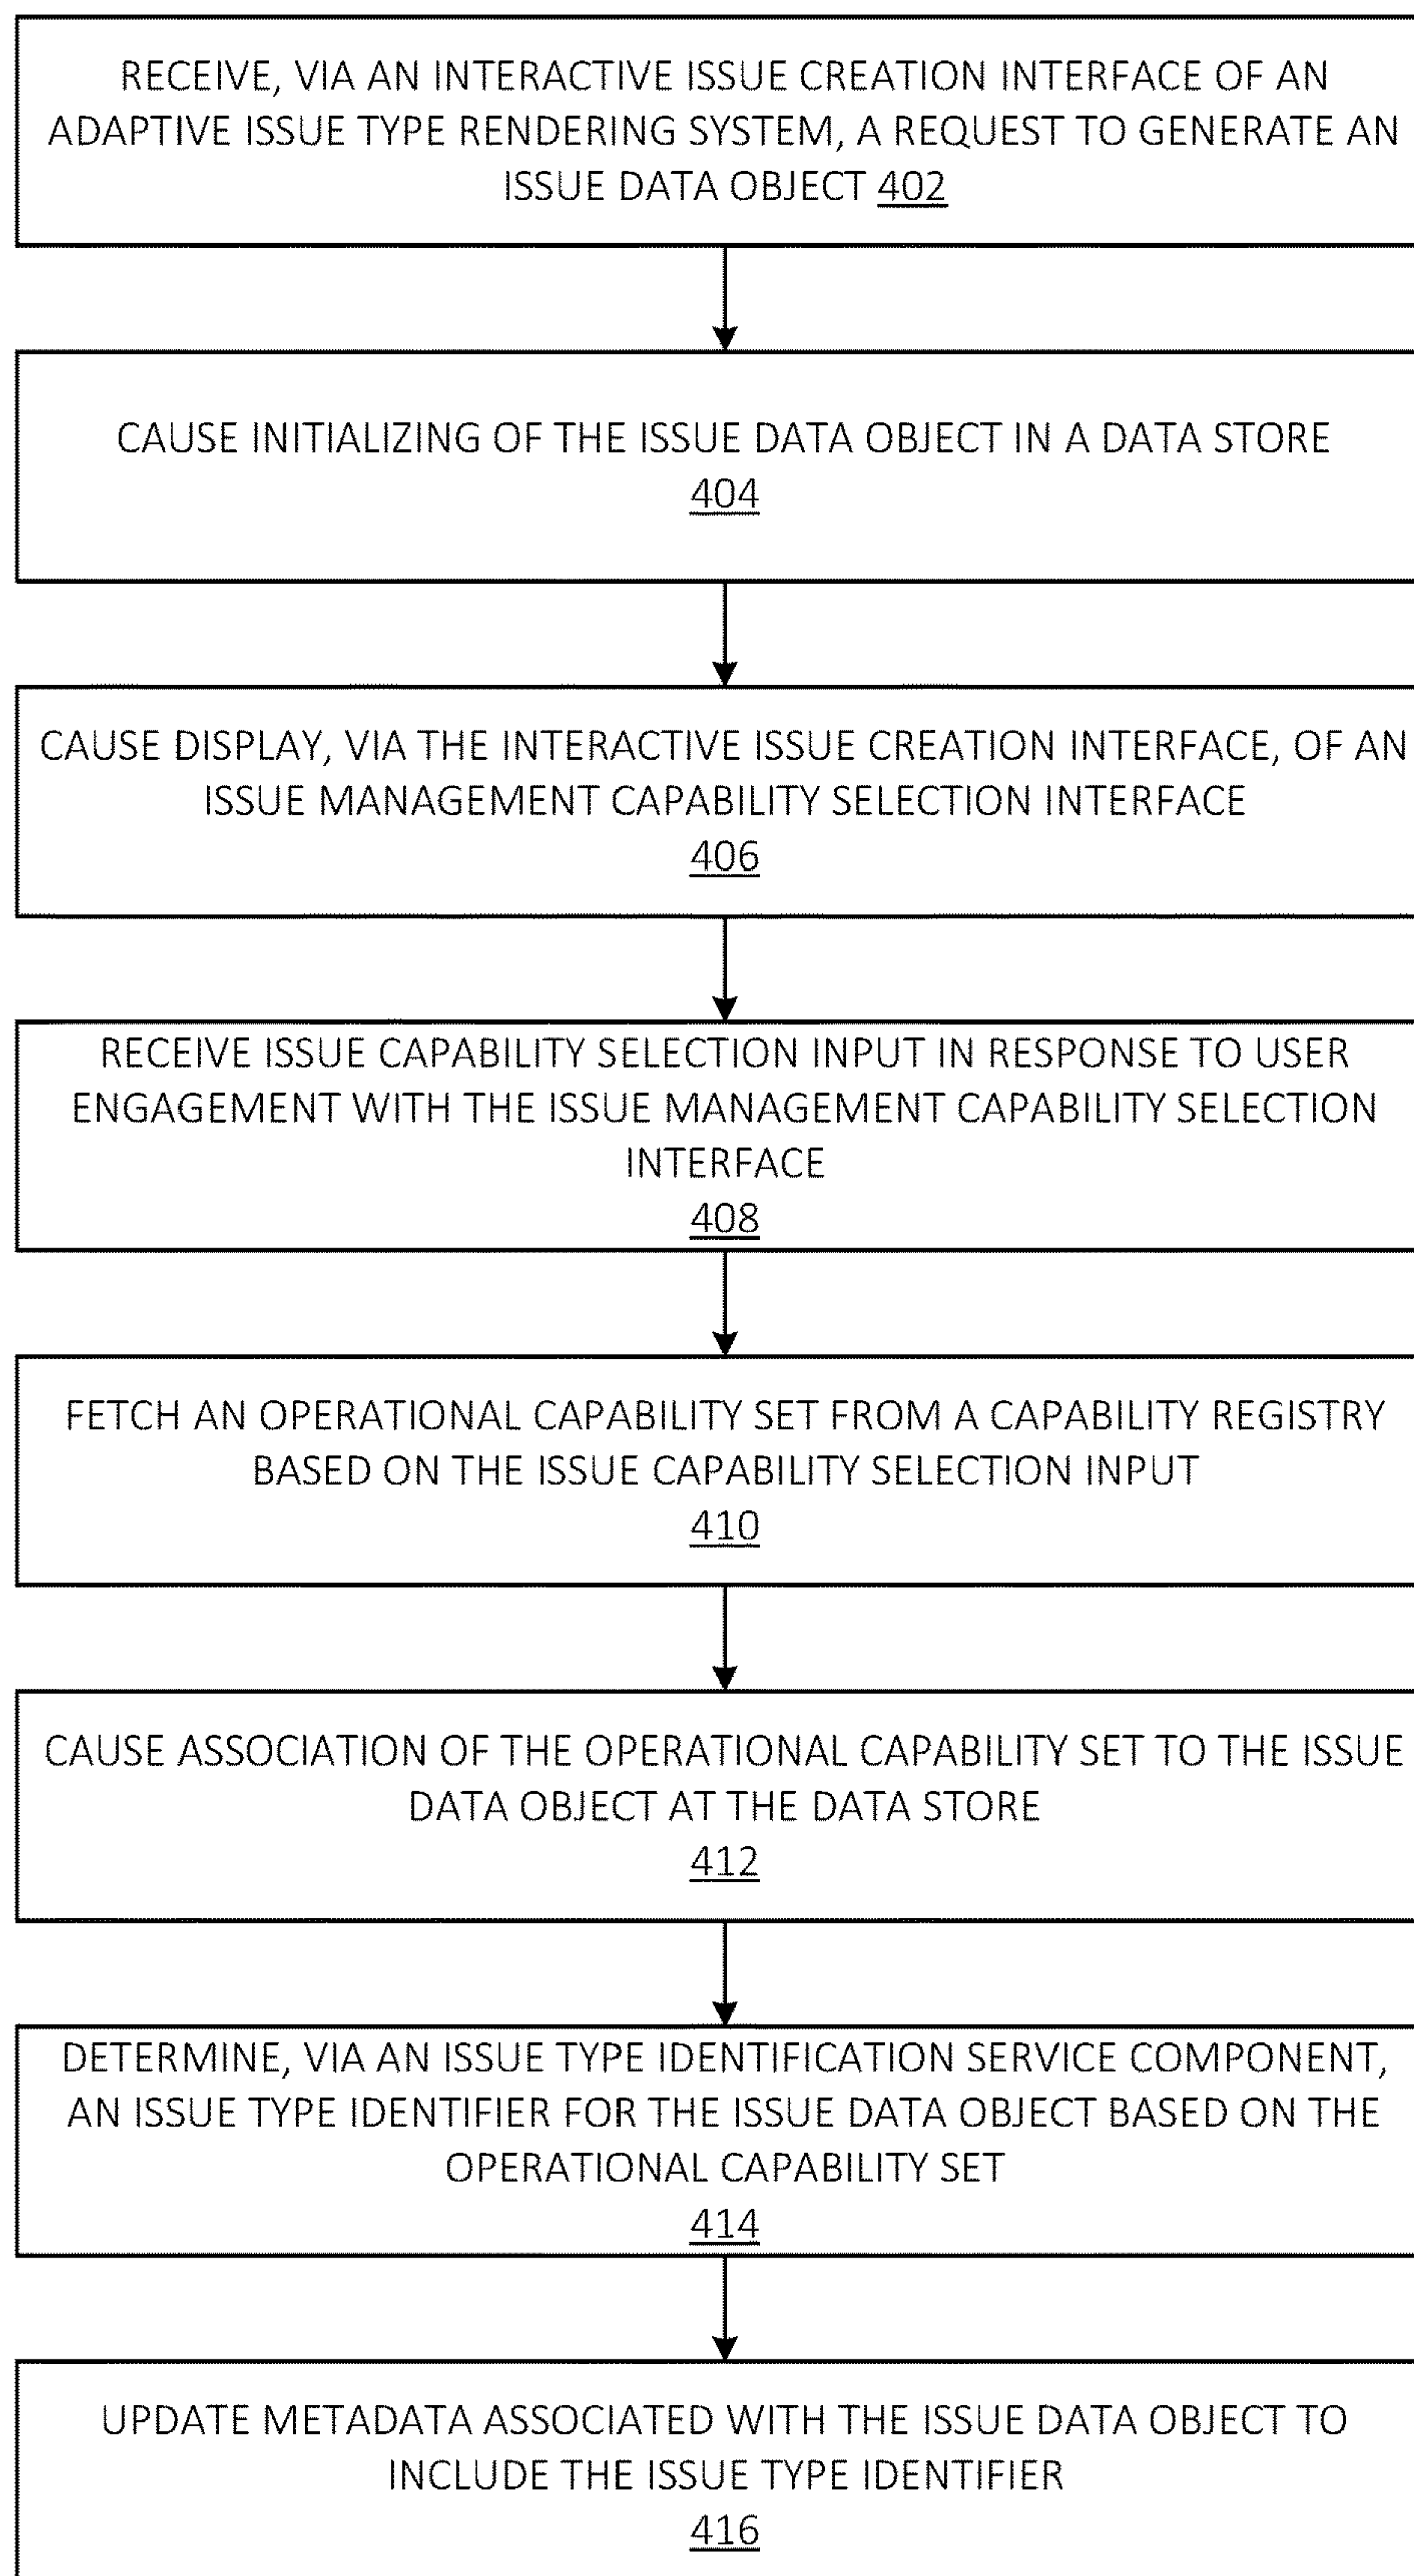 RECEIVE, VIA AN INTERACTIVE ISSUE CREATION INTERFACE OF AN
ADAPTIVE ISSUE TYPE RENDERING SYSTEM, A REQUEST TO GENERATE AN
ISSUE DATA OBJECT 402
CAUSE INITIALIZING OF THE ISSUE DATA OBJECT IN A DATA STORE
404
CAUSE DISPLAY, VIA THE INTERACTIVE ISSUE CREATION INTERFACE, OF AN
ISSUE MANAGEMENT CAPABILITY SELECTION INTERFACE
406
RECEIVE ISSUE CAPABILITY SELECTION INPUT IN RESPONSE TO USER
ENGAGEMENT WITH THE ISSUE MANAGEMENT CAPABILITY SELECTION
INTERFACE
408
FETCH AN OPERATIONAL CAPABILITY SET FROM A CAPABILITY REGISTRY
BASED ON THE ISSUE CAPABILITY SELECTION INPUT
410
CAUSE ASSOCIATION OF THE OPERATIONAL CAPABILITY SET TO THE ISSUE
DATA OBJECT AT THE DATA STORE
412
DETERMINE, VIA AN ISSUE TYPE IDENTIFICATION SERVICE COMPONENT,
AN ISSUE TYPE IDENTIFIER FOR THE ISSUE DATA OBJECT BASED ON THE
OPERATIONAL CAPABILITY SET
414
UPDATE METADATA ASSOCIATED WITH THE ISSUE DATA OBJECT TO
INCLUDE THE ISSUE TYPE IDENTIFIER
416